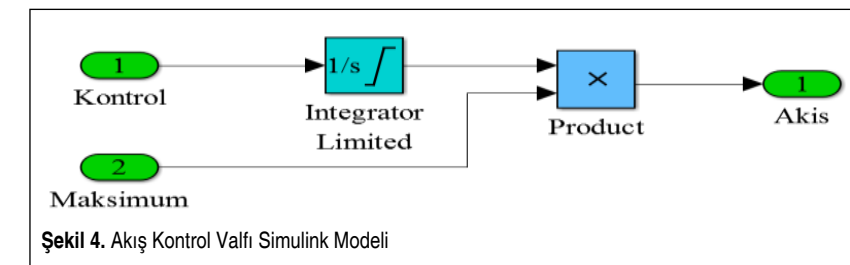 1
Kontrol
1/s
Integrator
Limited
×
Product
1
Akis
2
Maksimum
Şekil 4. Akış Kontrol Valfı Simulink Modeli